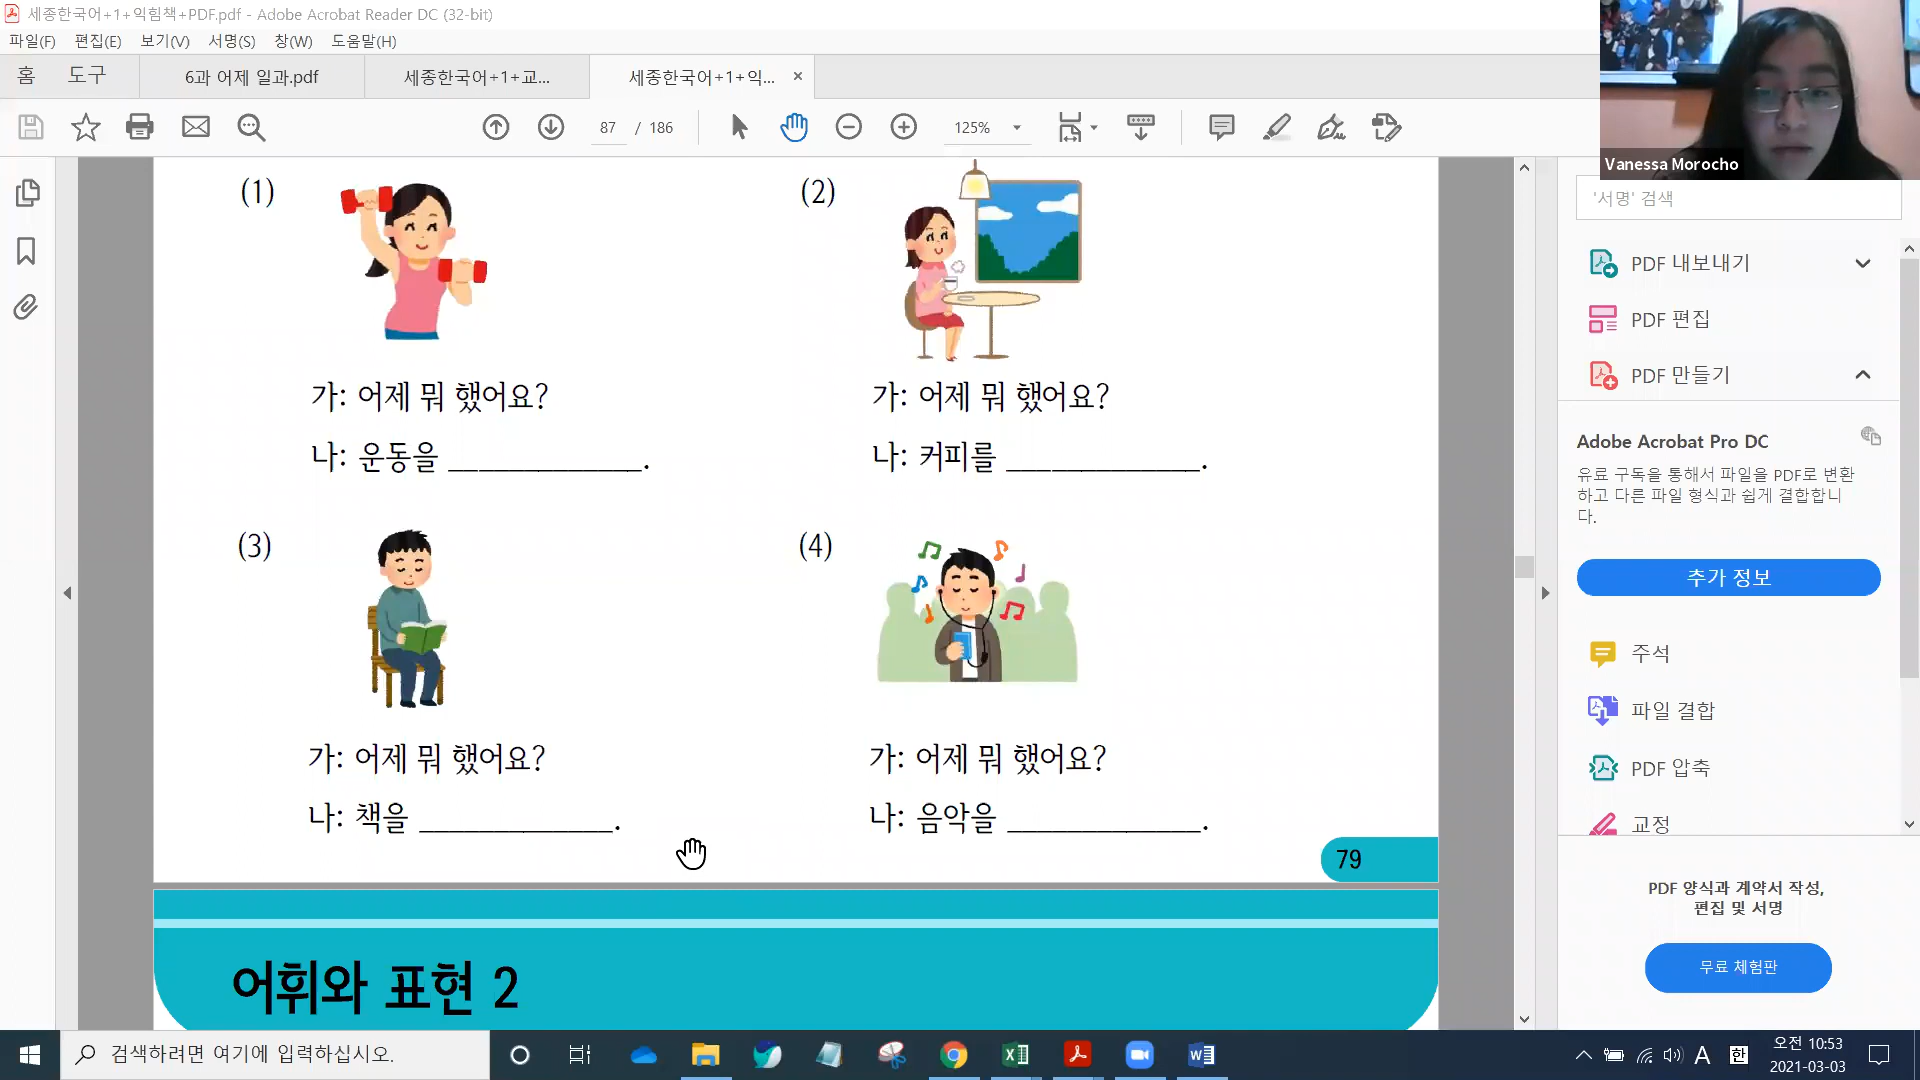 세종한국어+1+익힘책+PDF.pdf - Adobe Acrobat Reader DC (32-bit)
파일(F) 편집(E) 보기(V) 서명(S) 창(W) 도움말(H)
홈 도구 6과 어제 일과.pdf 세종한국어+1+교... 세종한국어+1+익... ×
87 / 186 125%
Vanessa Morocho
'서명' 검색
(1) (2)
가: 어제 뭐 했어요? 가: 어제 뭐 했어요?
나: 운동을 _____________. 나: 커피를 _____________.
(3) (4)
가: 어제 뭐 했어요? 가: 어제 뭐 했어요?
나: 책을 _____________. 나: 음악을 _____________.
79
어휘와 표현 2
PDF 내보내기
PDF 편집
PDF 만들기
Adobe Acrobat Pro DC
유료 구독을 통해서 파일을 PDF로 변환
하고 다른 파일 형식과 쉽게 결합합니
다.
추가 정보
주석
파일 결합
PDF 압축
교정
PDF 양식과 계약서 작성,
편집 및 서명
무료 체험판
검색하려면 여기에 입력하십시오.
A 한 오전 10:53
2021-03-03